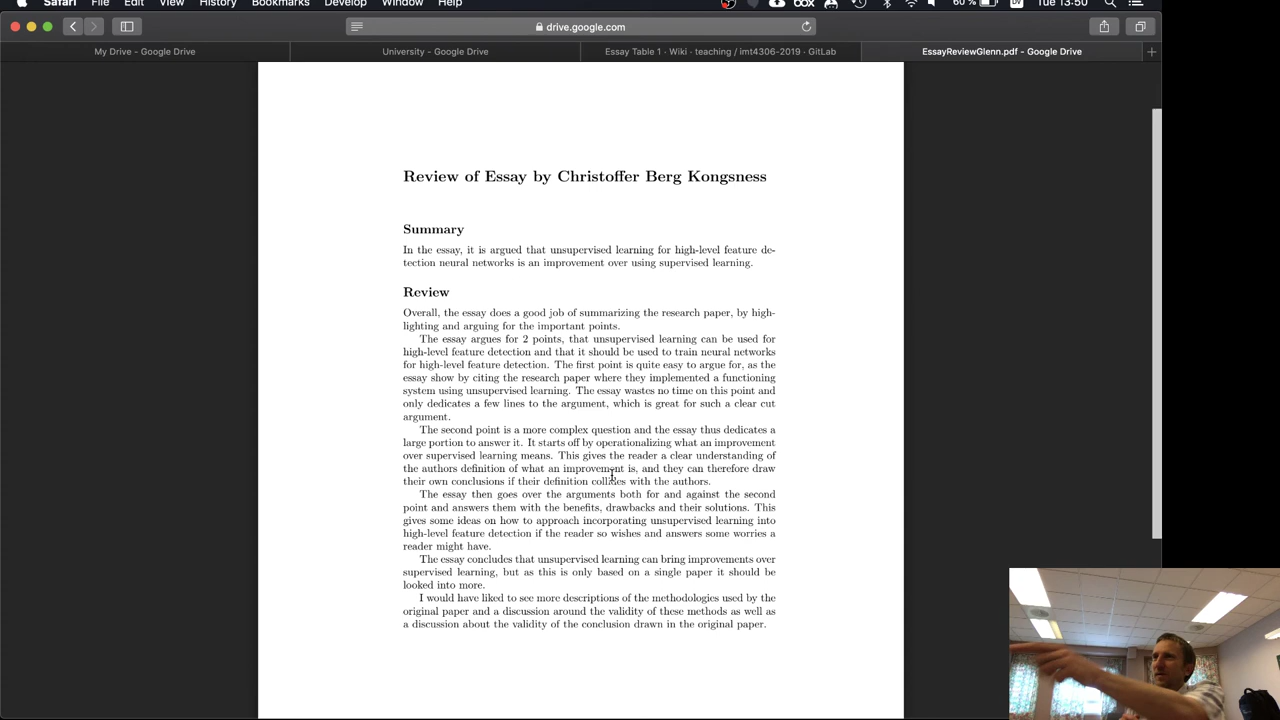 Safari File Edit View History Bookmarks Develop Window Help box 60 % DV Tue 13:50
drive.google.com
My Drive - Google Drive University - Google Drive Essay Table 1 · Wiki · teaching / imt4306-2019 · GitLab EssayReviewGlenn.pdf - Google Drive
Review of Essay by Christoffer Berg Kongsness
Summary
In the essay, it is argued that unsupervised learning for high-level feature de-
tection neural networks is an improvement over using supervised learning.
Review
Overall, the essay does a good job of summarizing the research paper, by high-
lighting and arguing for the important points.
The essay argues for 2 points, that unsupervised learning can be used for
high-level feature detection and that it should be used to train neural networks
for high-level feature detection. The first point is quite easy to argue for, as the
essay show by citing the research paper where they implemented a functioning
system using unsupervised learning. The essay wastes no time on this point and
only dedicates a few lines to the argument, which is great for such a clear cut
argument.
The second point is a more complex question and the essay thus dedicates a
large portion to answer it. It starts off by operationalizing what an improvement
over supervised learning means. This gives the reader a clear understanding of
the authors definition of what an improvement is, and they can therefore draw
their own conclusions if their definition collides with the authors.
The essay then goes over the arguments both for and against the second
point and answers them with the benefits, drawbacks and their solutions. This
gives some ideas on how to approach incorporating unsupervised learning into
high-level feature detection if the reader so wishes and answers some worries a
reader might have.
The essay concludes that unsupervised learning can bring improvements over
supervised learning, but as this is only based on a single paper it should be
looked into more.
I would have liked to see more descriptions of the methodologies used by the
original paper and a discussion around the validity of these methods as well as
a discussion about the validity of the conclusion drawn in the original paper.